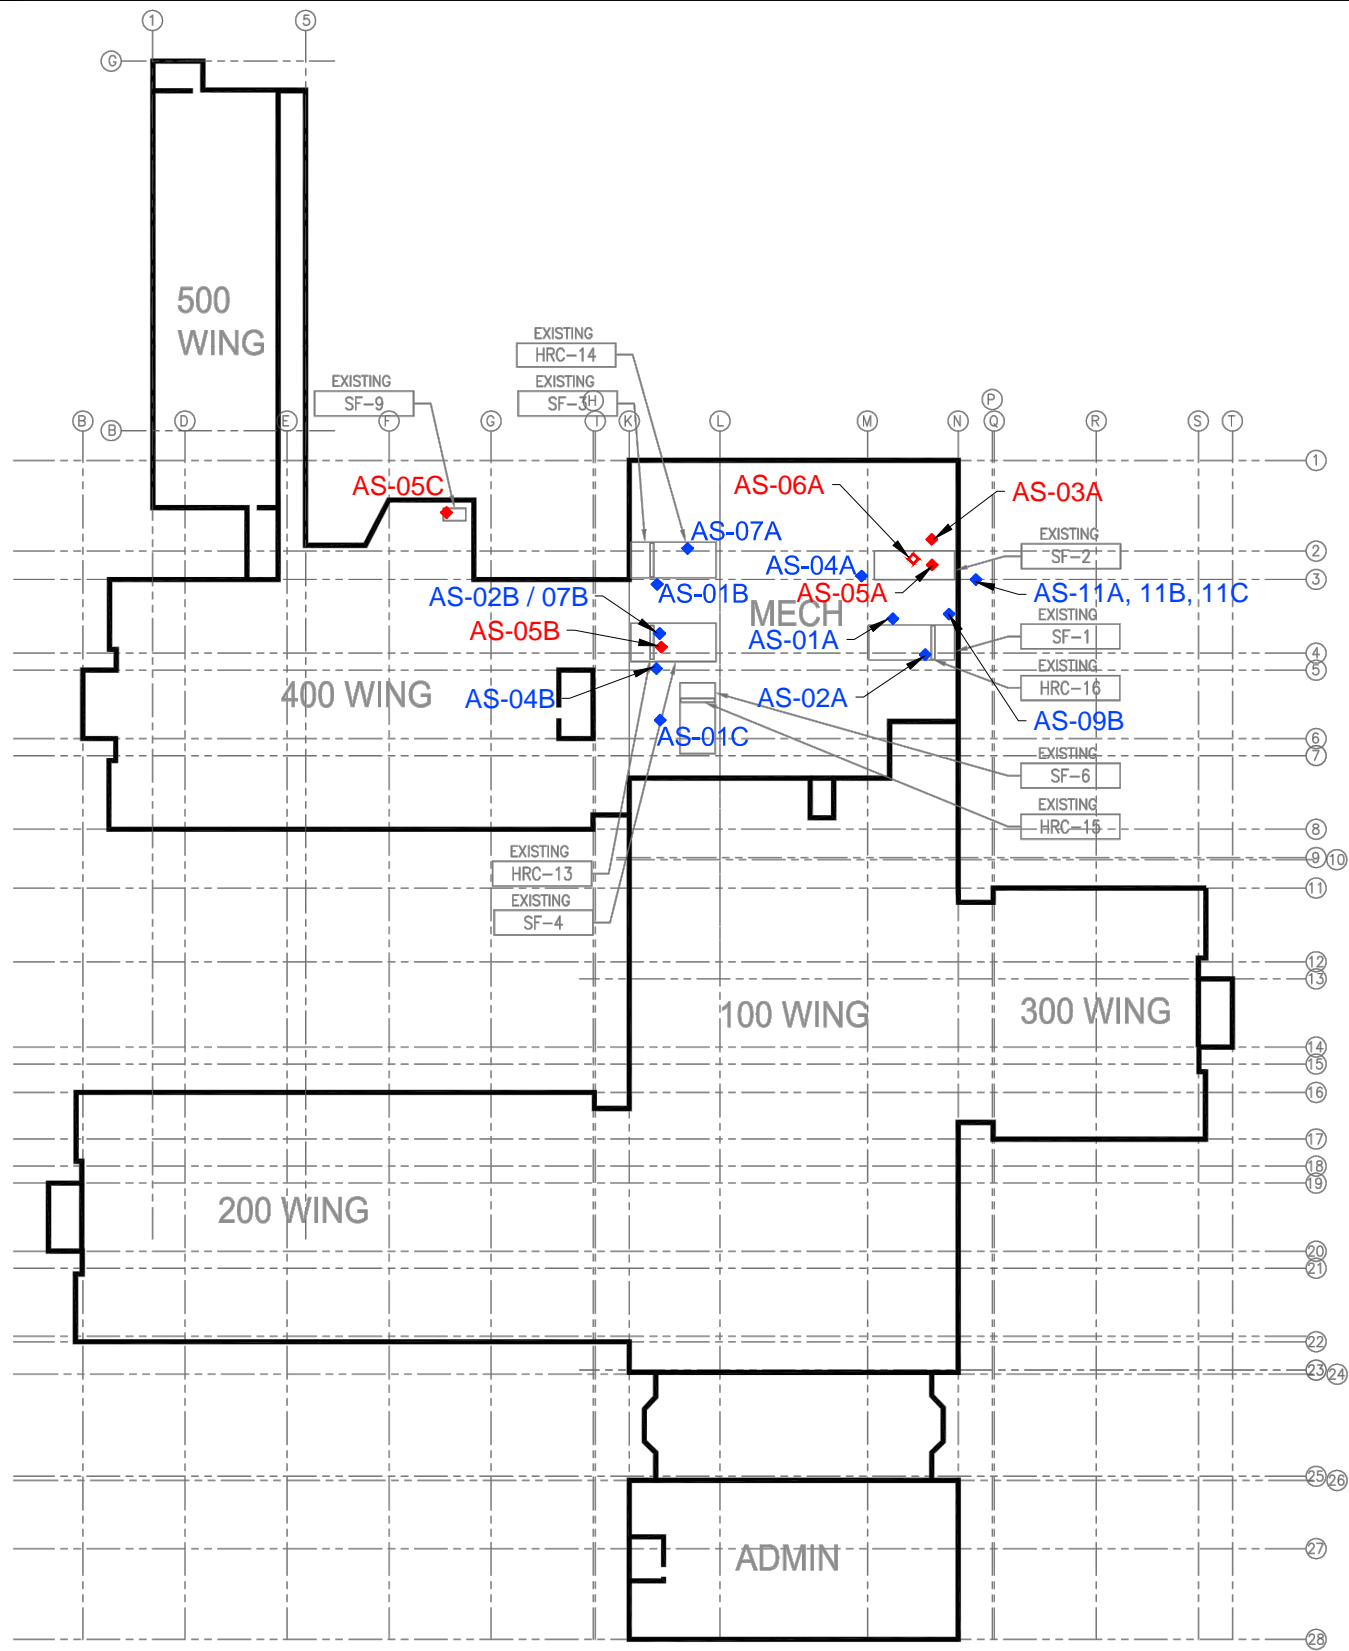 1
5
G
500
WING
EXISTING
HRC-14
EXISTING
SF-9
EXISTING
SF-3
H
P
B
B
D
E
F
G
I
K
L
M
N
Q
R
S
T
1
AS-05C
AS-06A
AS-03A
AS-07A
EXISTING
SF-2
2
AS-04A
3
AS-02B / 07B
AS-01B
AS-05A
AS-11A, 11B, 11C
MECH
AS-05B
AS-01A
EXISTING
SF-1
4
5
400 WING
AS-04B
AS-02A
EXISTING
HRC-16
AS-09B
AS-01C
6
7
EXISTING
SF-6
EXISTING
HRC-15
8
EXISTING
HRC-13
9
10
11
EXISTING
SF-4
12
13
100 WING
300 WING
14
15
16
17
18
19
200 WING
20
21
22
23
24
25
26
27
ADMIN
28